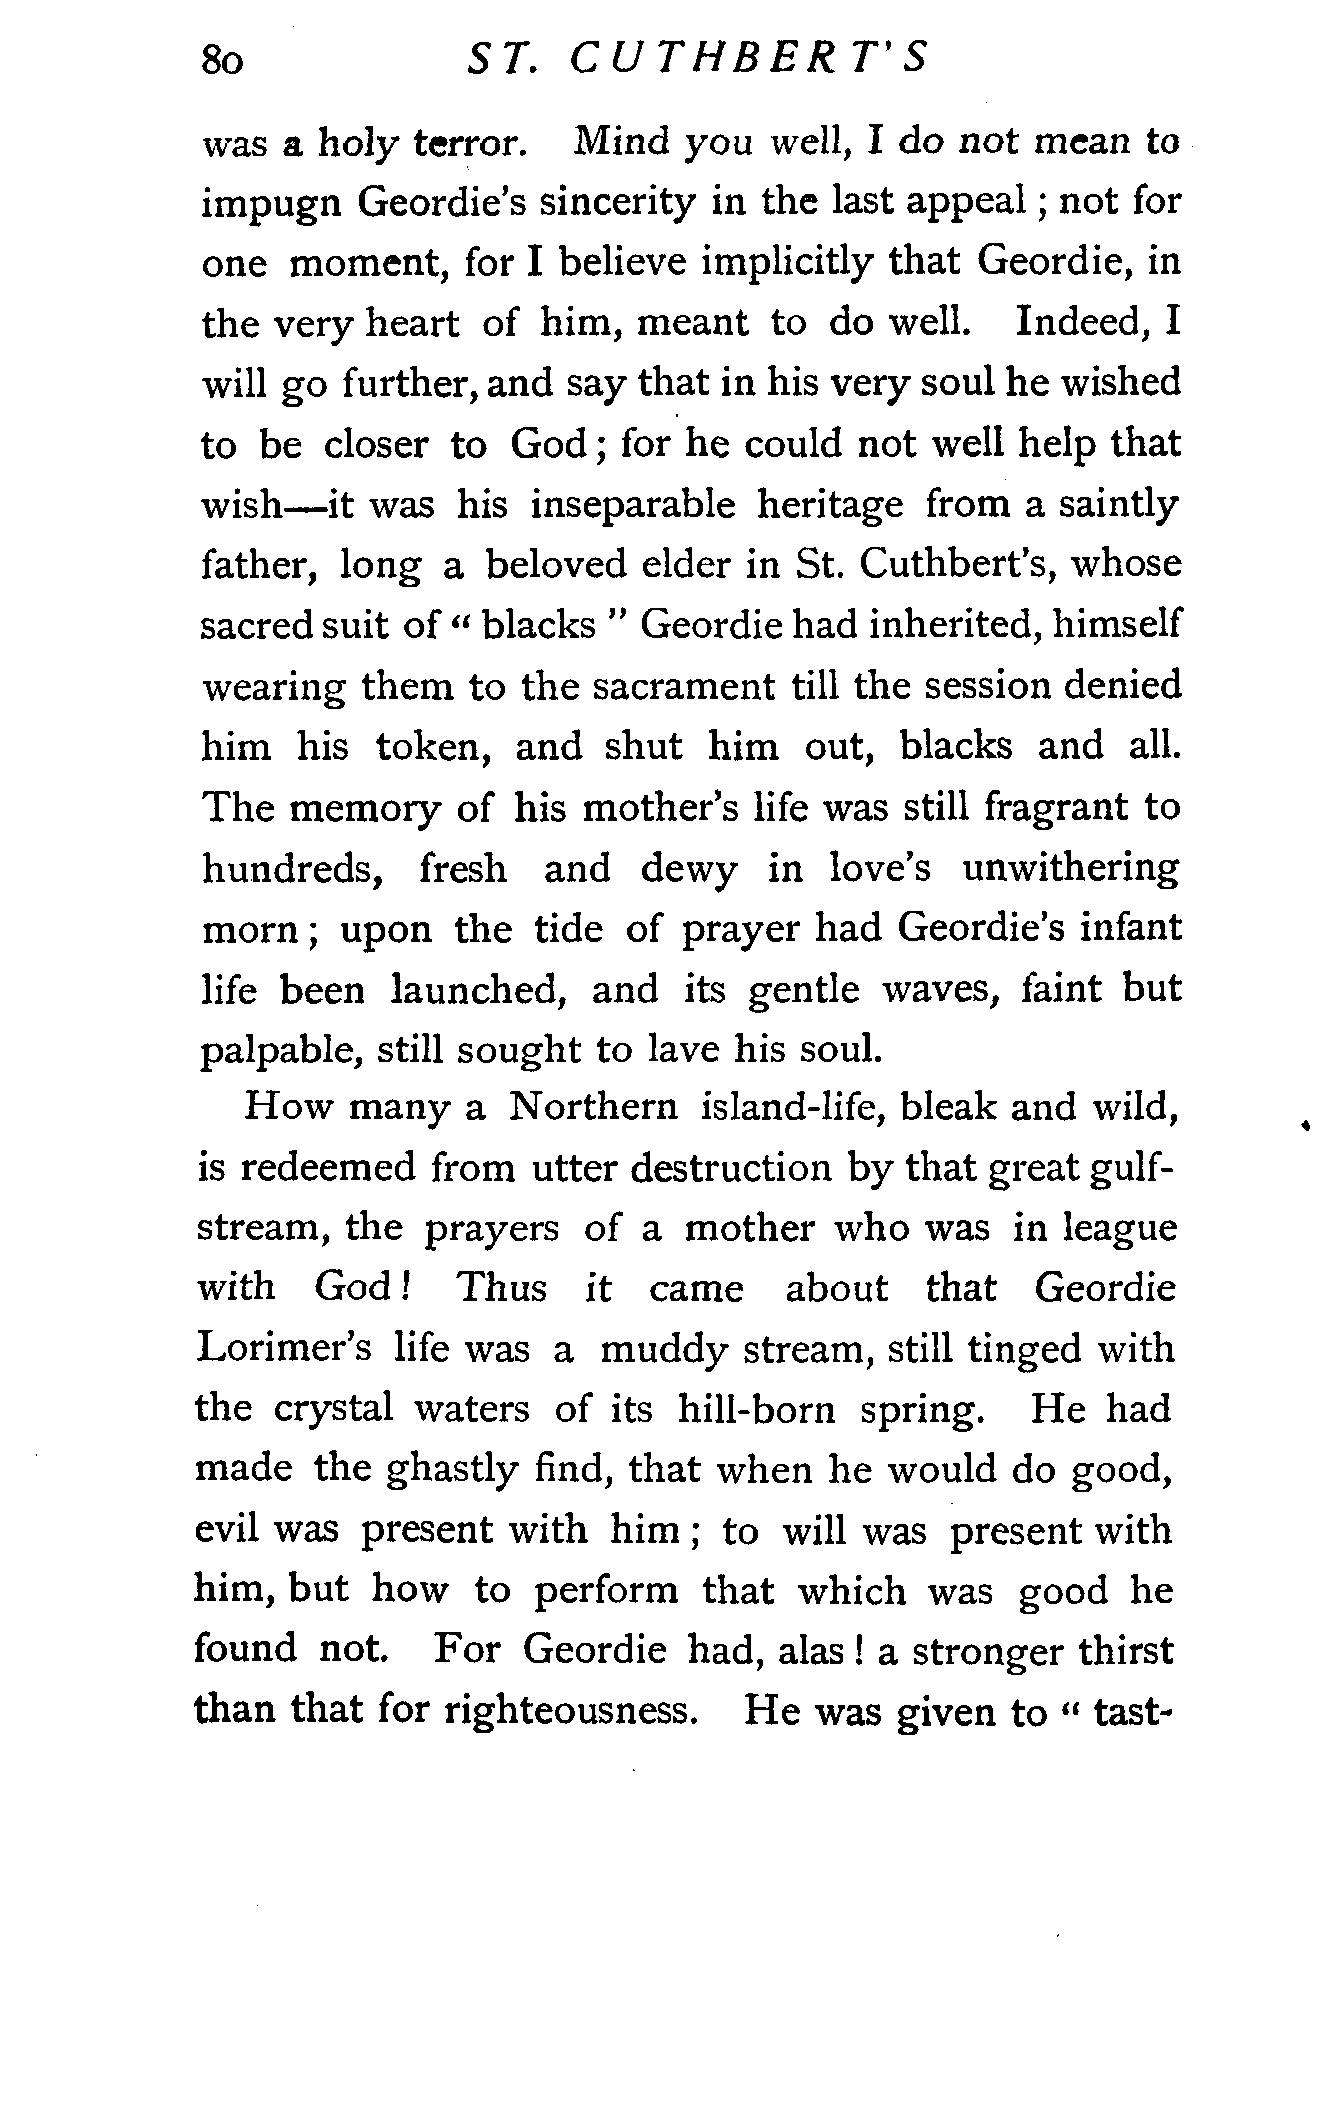 80 ST. CUTHBERT'S
was a holy terror. Mind you well, I do not mean to
impugn Geordie's sincerity in the last appeal ; not for
one moment, for I believe implicitly that Geordie, in
the very heart of him, meant to do well. Indeed, I
will go further, and say that in his very soul he wished
to be closer to God ; for he could not well help that
wish—it was his inseparable heritage from a saintly
father, long a beloved elder in St. Cuthbert's, whose
sacred suit of " blacks " Geordie had inherited, himself
wearing them to the sacrament till the session denied
him his token, and shut him out, blacks and all.
The memory of his mother's life was still fragrant to
hundreds, fresh and dewy in love's unwithering
morn ; upon the tide of prayer had Geordie's infant
life been launched, and its gentle waves, faint but
palpable, still sought to lave his soul.
How many a Northern island-life, bleak and wild,
is redeemed from utter destruction by that great gulf-
stream, the prayers of a mother who was in league
with God ! Thus it came about that Geordie
Lorimer's life was a muddy stream, still tinged with
the crystal waters of its hill-born spring. He had
made the ghastly find, that when he would do good,
evil was present with him ; to will was present with
him, but how to perform that which was good he
found not. For Geordie had, alas ! a stronger thirst
than that for righteousness. He was given to " tast-